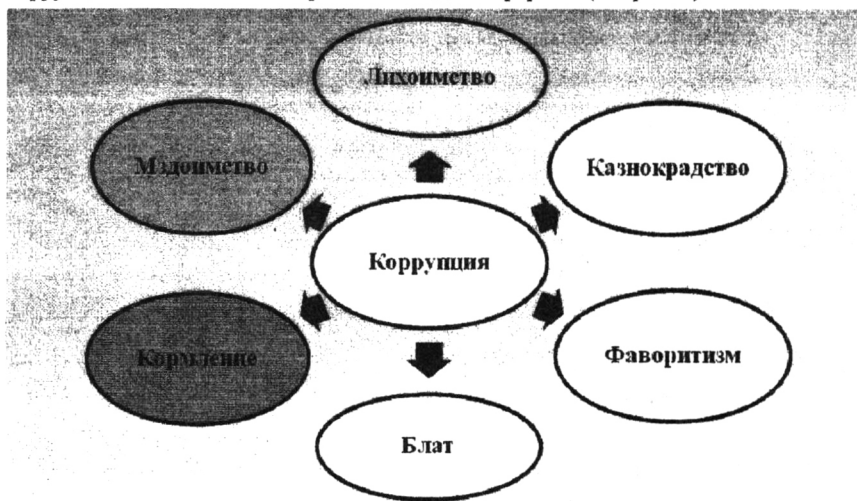 Лихоимство
Мздоимство
Казнокрадство
Коррупция
Кормление
Фаворитизм
Блат